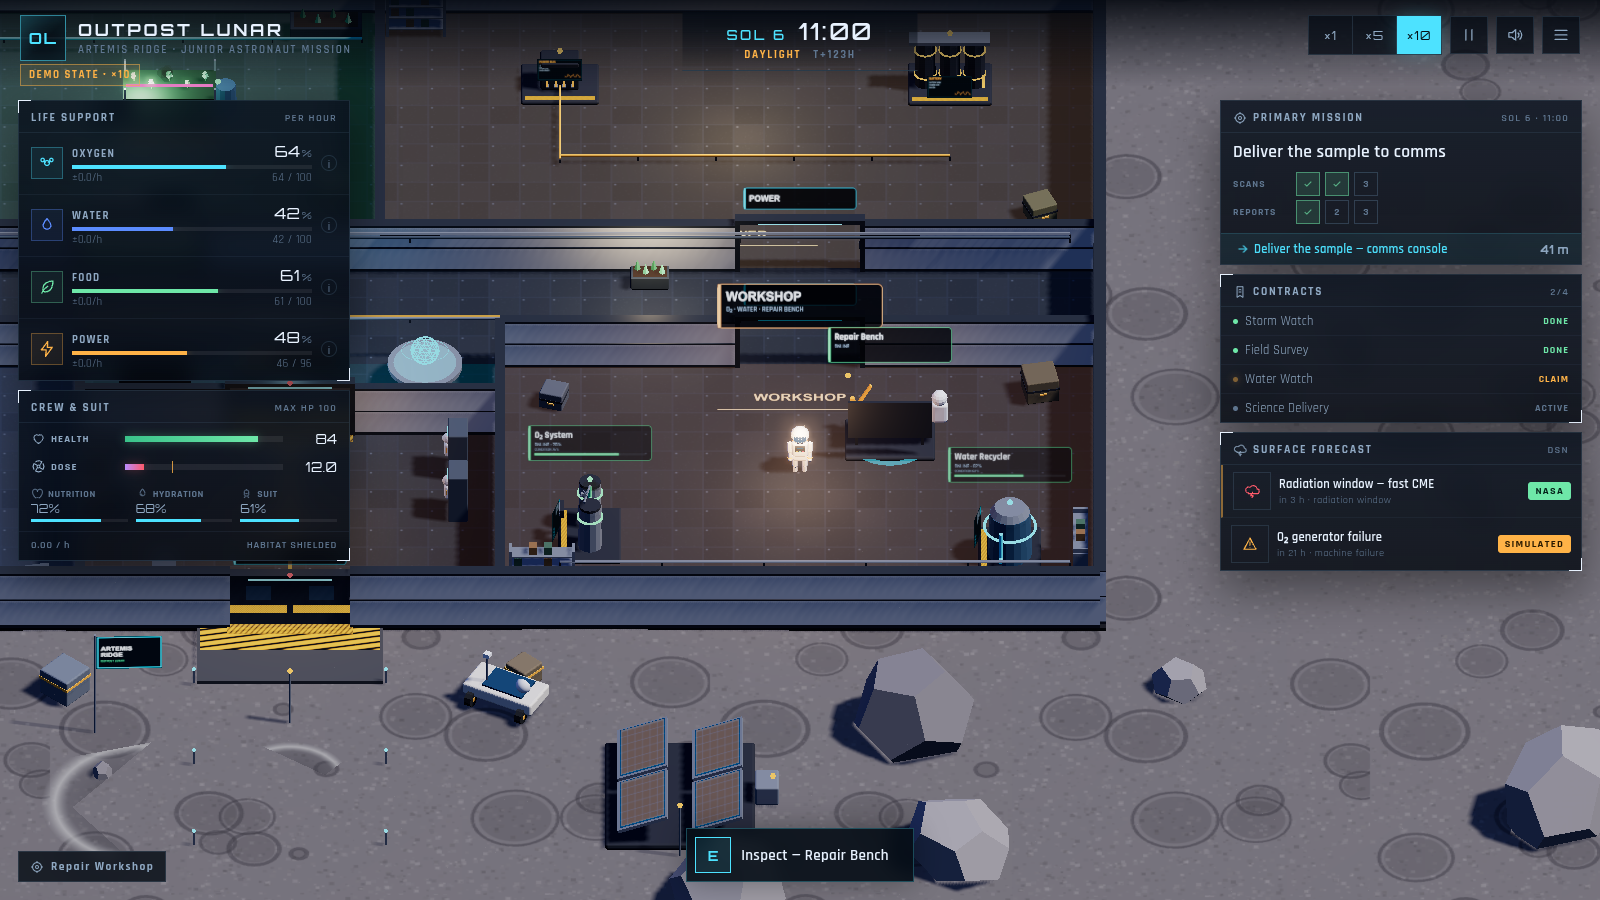 OL
OUTPOST LUNAR
ARTEMIS RIDGE · JUNIOR ASTRONAUT MISSION
DEMO STATE · ×10
SOL 6 11:00
DAYLIGHT T+123H
×1 ×5 ×10
LIFE SUPPORT PER HOUR
OXYGEN 64%
±0.0/h 64 / 100
WATER 42%
±0.0/h 42 / 100
FOOD 61%
±0.0/h 61 / 100
POWER 48%
±0.0/h 46 / 96
CREW & SUIT MAX HP 100
HEALTH 84
DOSE 12.0
NUTRITION HYDRATION SUIT
72% 68% 61%
0.00 / h HABITAT SHIELDED
POWER
WORKSHOP
O₂ · WATER · REPAIR BENCH
Repair Bench
WORKSHOP
O₂ System
Water Recycler
ARTEMIS
RIDGE
PRIMARY MISSION SOL 6 · 11:00
Deliver the sample to comms
SCANS 3
REPORTS 2 3
→ Deliver the sample — comms console 41 m
CONTRACTS 2/4
Storm Watch DONE
Field Survey DONE
Water Watch CLAIM
Science Delivery ACTIVE
SURFACE FORECAST DSN
Radiation window — fast CME NASA
in 3 h · radiation window
O₂ generator failure SIMULATED
in 21 h · machine failure
Repair Workshop
E Inspect — Repair Bench